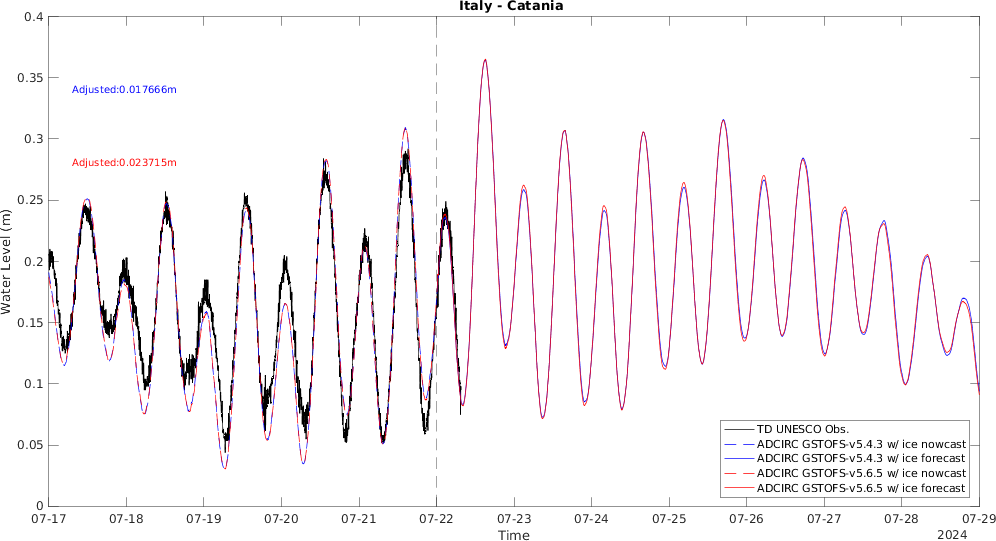 Italy - Catania
0.4
0.35
0.3
0.25
0.2
0.15
0.1
0.05
0
Water Level (m)
Adjusted:0.017666m
Adjusted:0.023715m
TD UNESCO Obs.
ADCIRC GSTOFS-v5.4.3 w/ ice nowcast
ADCIRC GSTOFS-v5.4.3 w/ ice forecast
ADCIRC GSTOFS-v5.6.5 w/ ice nowcast
ADCIRC GSTOFS-v5.6.5 w/ ice forecast
07-17 07-18 07-19 07-20 07-21 07-22 07-23 07-24 07-25 07-26 07-27 07-28 07-29
Time
2024